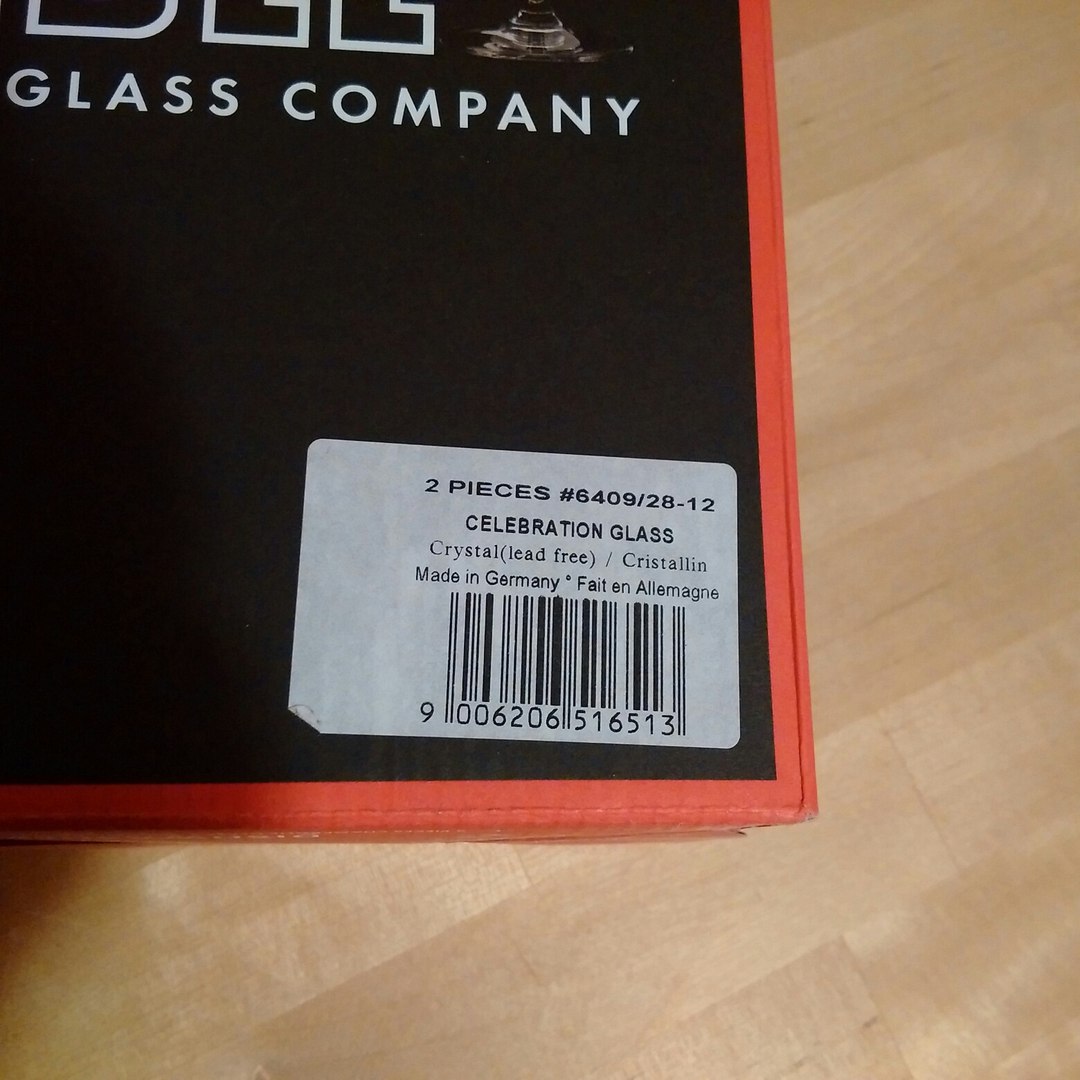 GLASS COMPANY
2 PIECES #6409/28-12
CELEBRATION GLASS
Crystal(lead free) / Cristallin
Made in Germany ° Fait en Allemagne
9 006206 516513